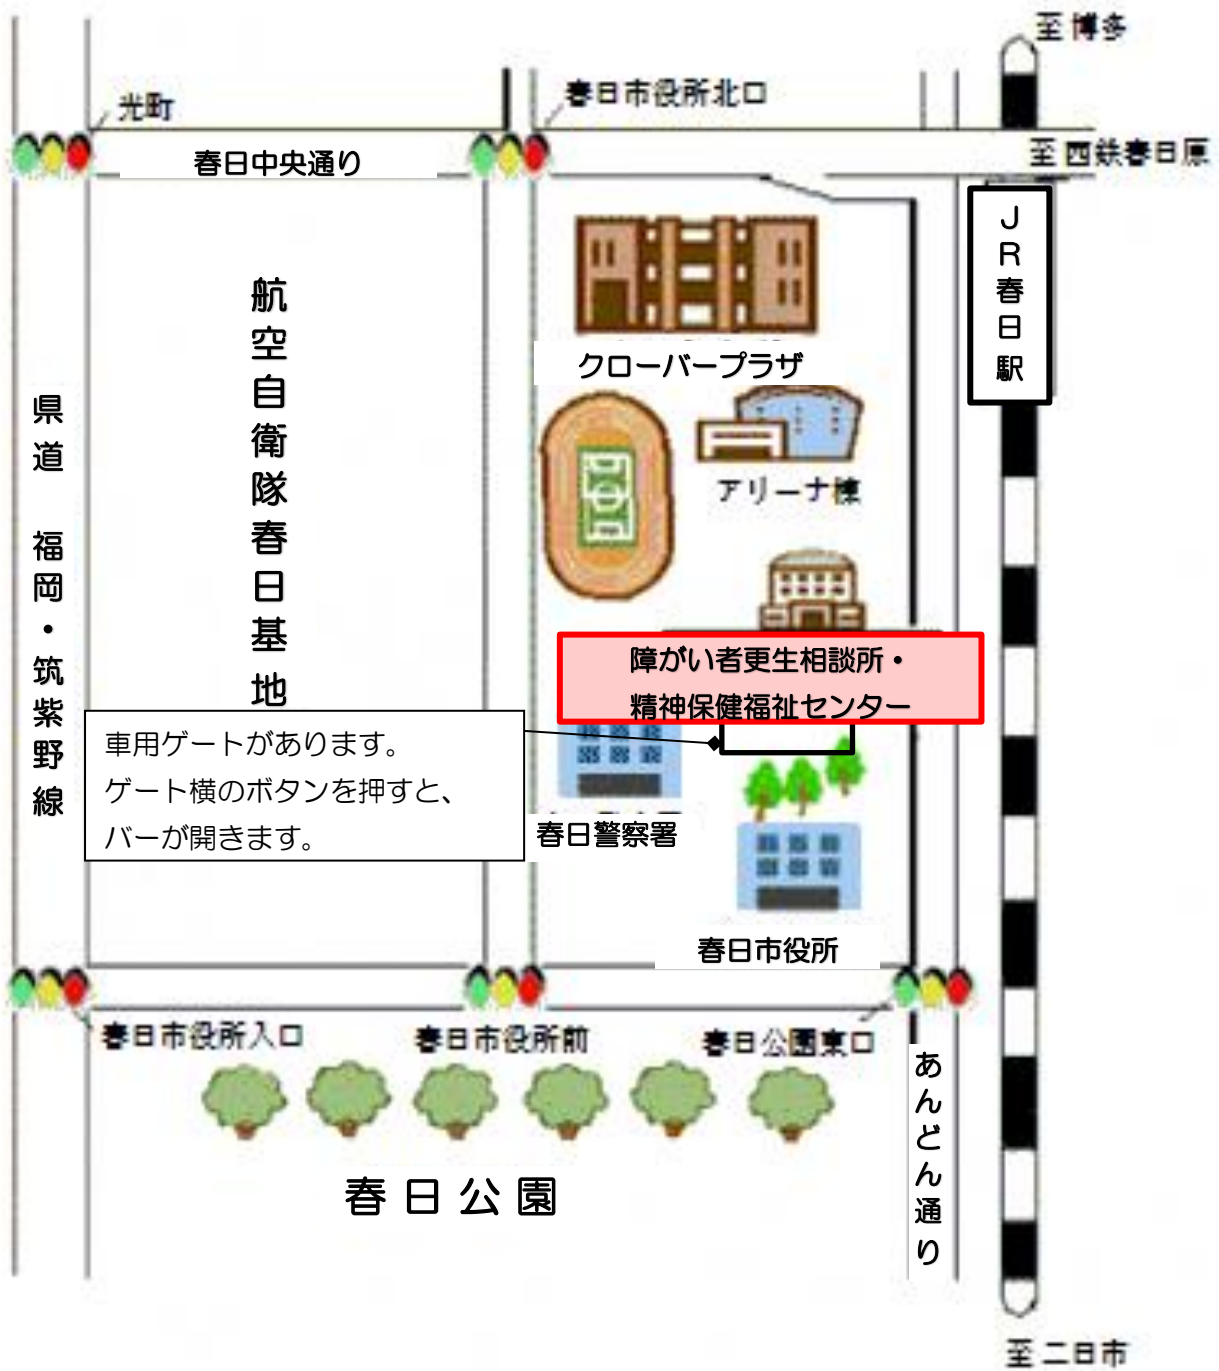 至 博多
光町
春日市役所北口
春日中央通り
至 西鉄春日原
JR春日駅
航空自衛隊春日基地
クローバープラザ
県道 福岡・筑紫野線
アリーナ棟
障がい者更生相談所・
精神保健福祉センター
車用ゲートがあります。
ゲート横のボタンを押すと、
バーが開きます。
春日警察署
春日市役所
春日市役所入口
春日市役所前
春日公園東口
あんどん通り
春日公園
至 二日市